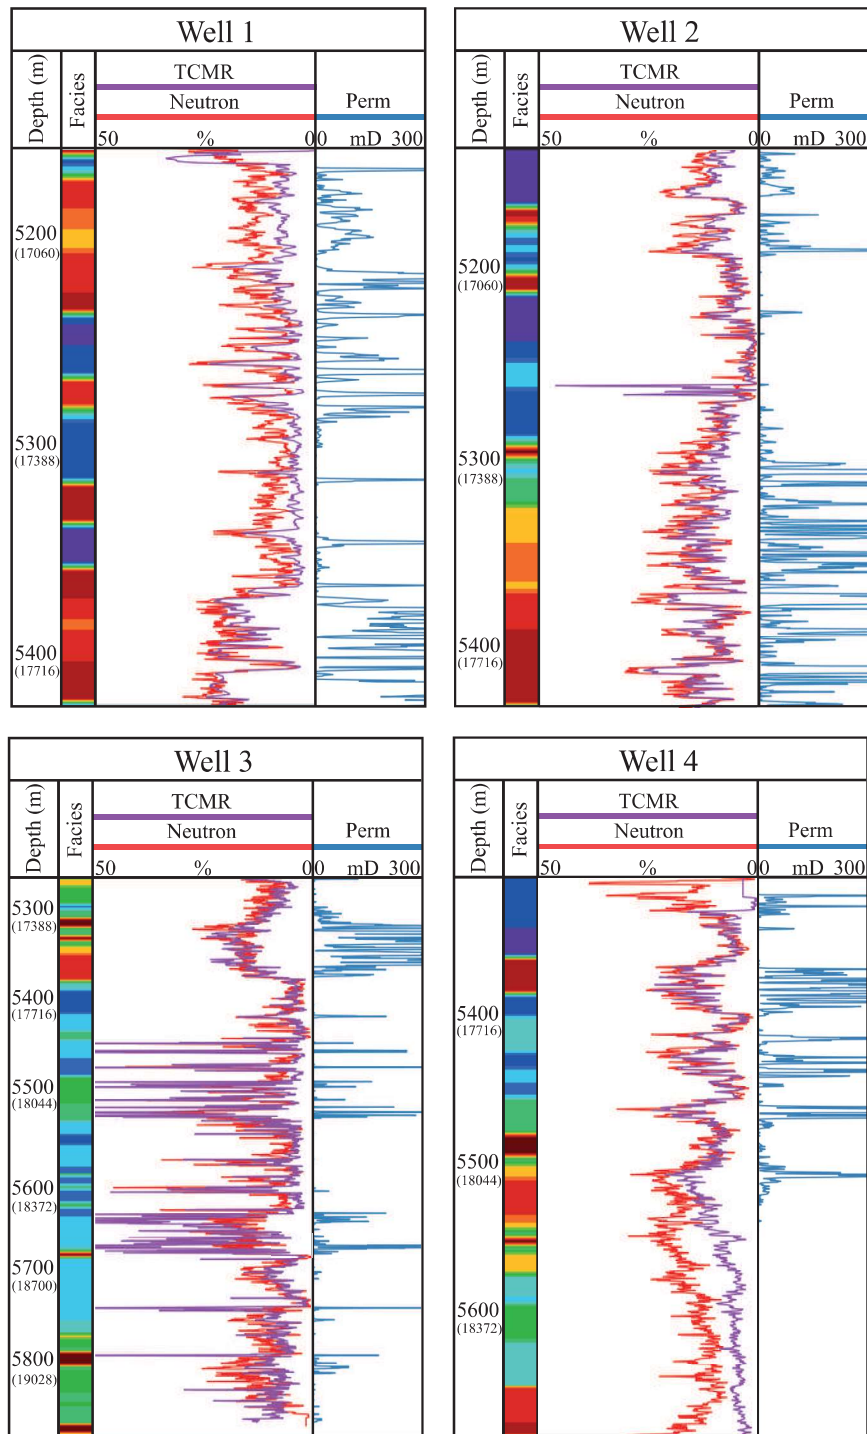 Well 1
Depth (m)
Facies
TCMR
Neutron
Perm
50 % 0
0 mD 300
5200
(17060)
5300
(17388)
5400
(17716)
Well 2
Depth (m)
Facies
TCMR
Neutron
Perm
50 % 0
0 mD 300
5200
(17060)
5300
(17388)
5400
(17716)
Well 3
Depth (m)
Facies
TCMR
Neutron
Perm
50 % 0
0 mD 300
5300
(17388)
5400
(17716)
5500
(18044)
5600
(18372)
5700
(18700)
5800
(19028)
Well 4
Depth (m)
Facies
TCMR
Neutron
Perm
50 % 0
0 mD 300
5400
(17716)
5500
(18044)
5600
(18372)